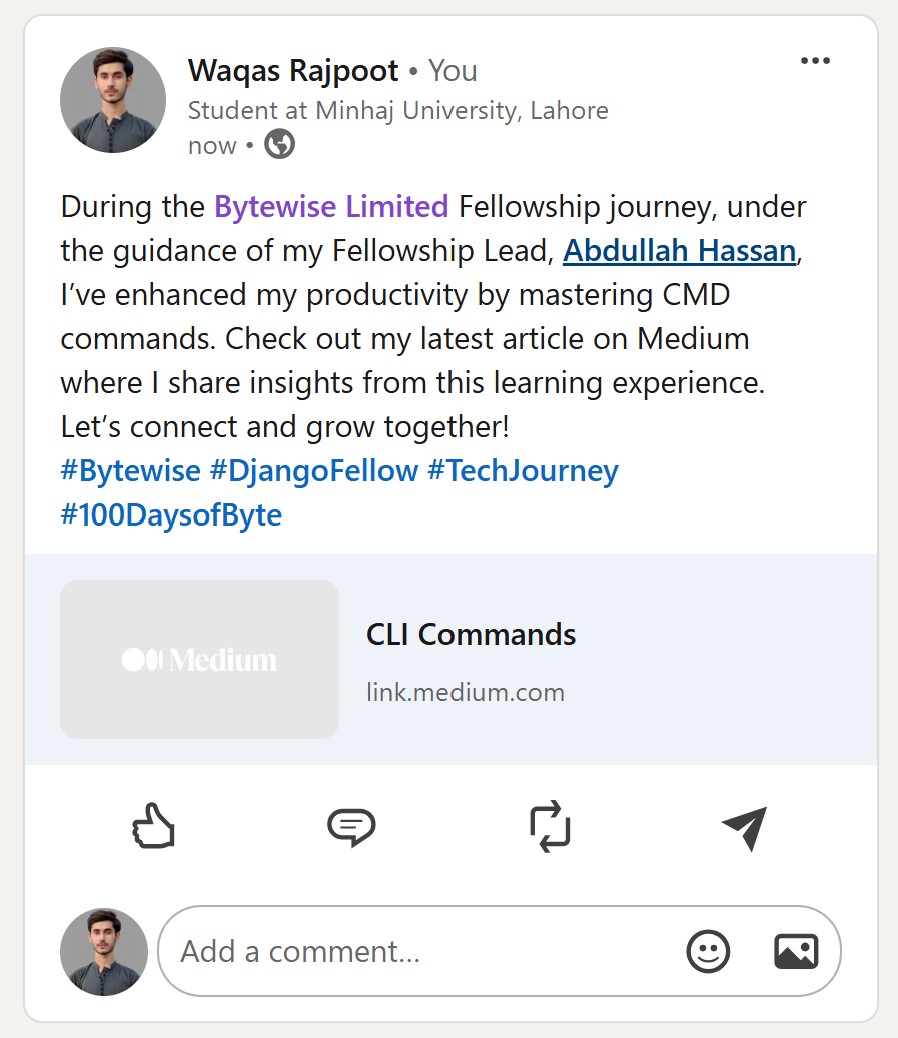 Waqas Rajpoot • You
Student at Minhaj University, Lahore
now •
During the Bytewise Limited Fellowship journey, under
the guidance of my Fellowship Lead, Abdullah Hassan,
I’ve enhanced my productivity by mastering CMD
commands. Check out my latest article on Medium
where I share insights from this learning experience.
Let’s connect and grow together!
#Bytewise #DjangoFellow #TechJourney
#100DaysofByte
Medium
CLI Commands
link.medium.com
Add a comment...